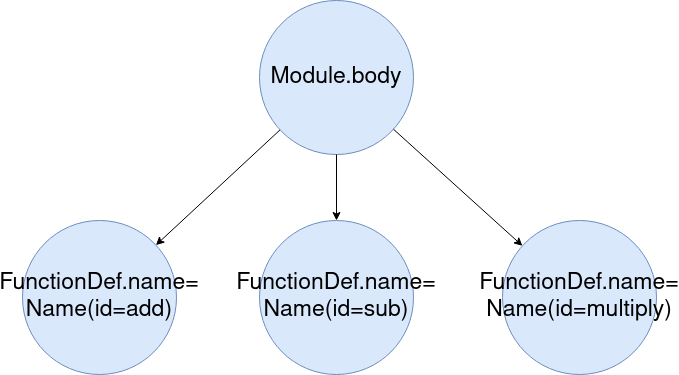 Module.body
FunctionDef.name=
Name(id=add)
FunctionDef.name=
Name(id=sub)
FunctionDef.name=
Name(id=multiply)